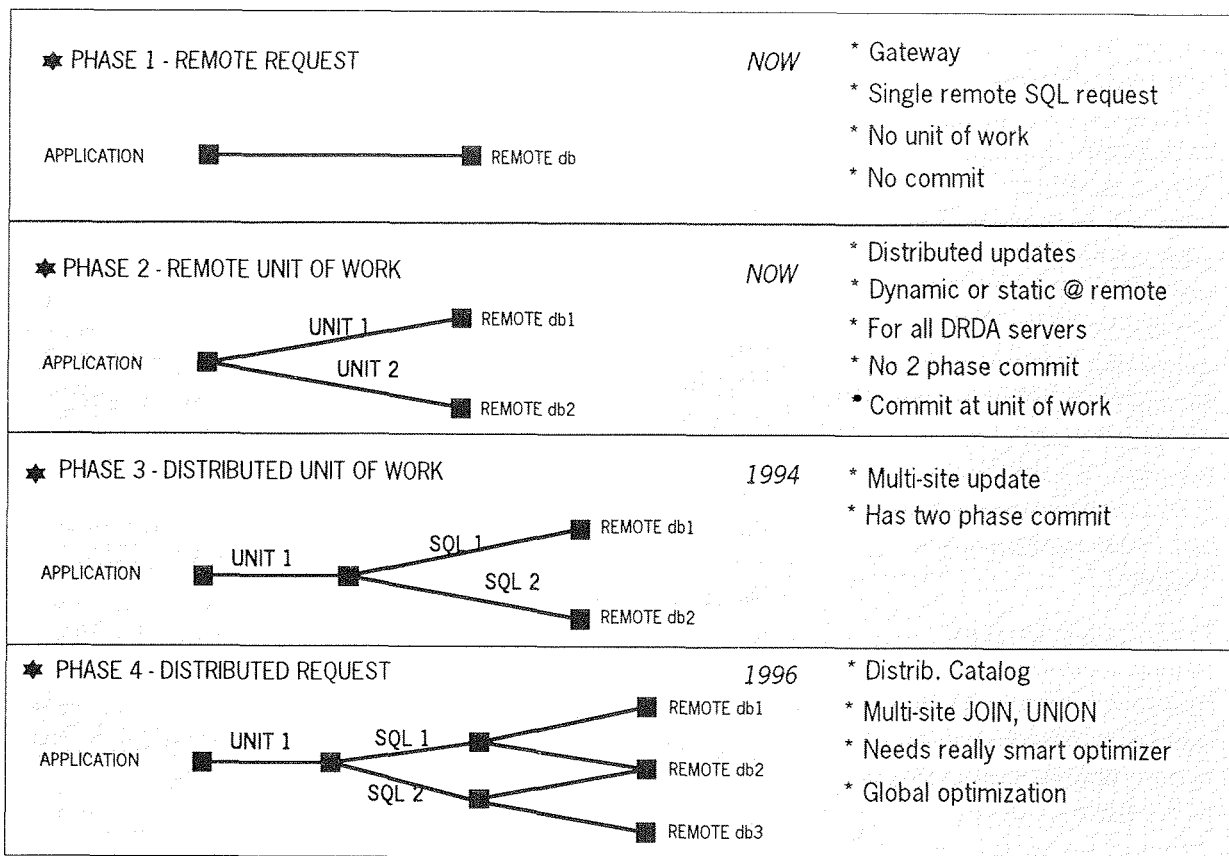 PHASE 1 - REMOTE REQUEST
NOW
* Gateway
* Single remote SQL request
* No unit of work
* No commit
APPLICATION
REMOTE db
PHASE 2 - REMOTE UNIT OF WORK
NOW
* Distributed updates
* Dynamic or static @ remote
* For all DRDA servers
* No 2 phase commit
• Commit at unit of work
UNIT 1
REMOTE db1
APPLICATION
UNIT 2
REMOTE db2
PHASE 3 - DISTRIBUTED UNIT OF WORK
1994
* Multi-site update
* Has two phase commit
REMOTE db1
SQL 1
UNIT 1
APPLICATION
SQL 2
REMOTE db2
PHASE 4 - DISTRIBUTED REQUEST
1996
* Distrib. Catalog
* Multi-site JOIN, UNION
* Needs really smart optimizer
* Global optimization
REMOTE db1
UNIT 1
SQL 1
APPLICATION
REMOTE db2
SQL 2
REMOTE db3